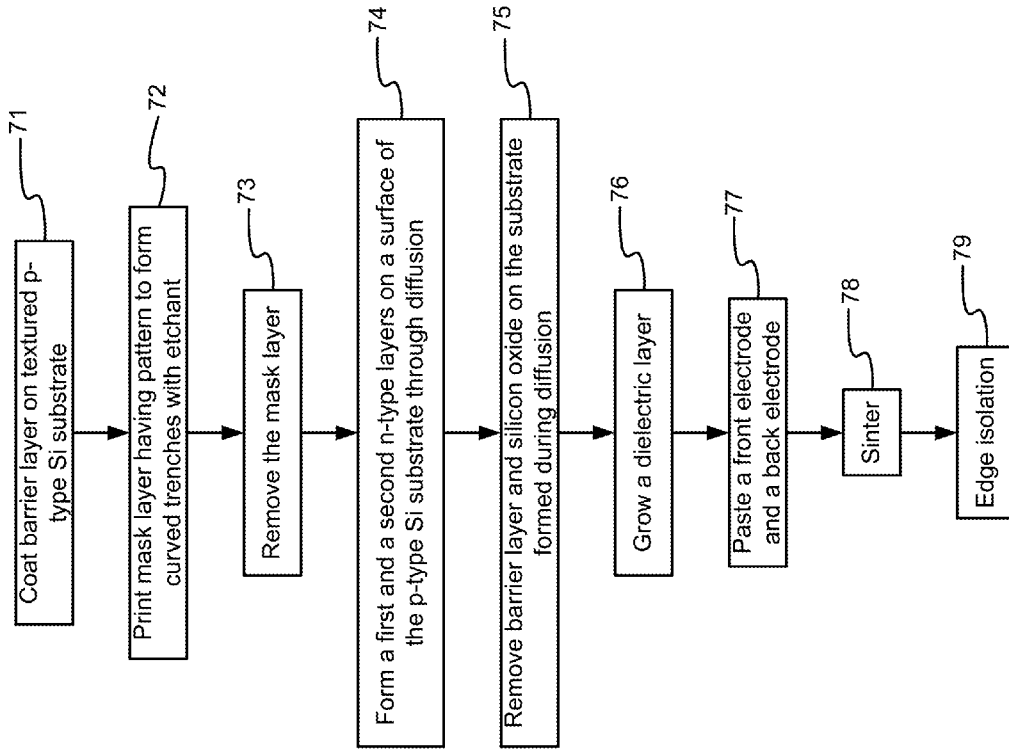 Coat barrier layer on textured p-
type Si substrate
71
Print mask layer having pattern to form
curved trenches with etchant
72
Remove the mask layer
73
Form a first and a second n-type layers on a surface of
the p-type Si substrate through diffusion
74
Remove barrier layer and silicon oxide on the substrate
formed during diffusion
75
Grow a dielectric layer
76
Paste a front electrode
and a back electrode
77
Sinter
78
Edge isolation
79